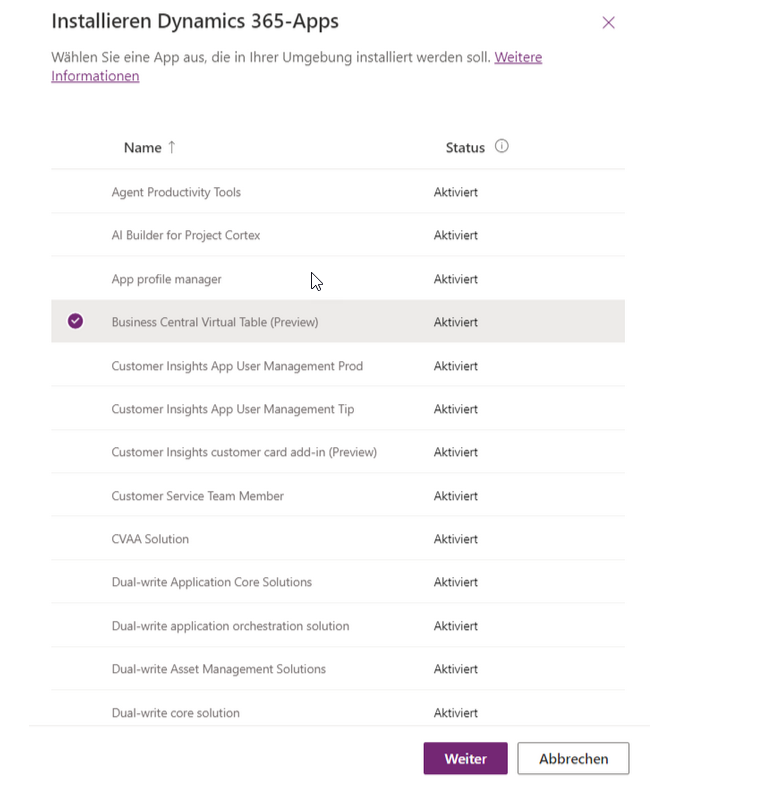 Installieren Dynamics 365-Apps
Wählen Sie eine App aus, die in Ihrer Umgebung installiert werden soll. Weitere
Informationen
Name ↑ Status
Agent Productivity Tools Aktiviert
AI Builder for Project Cortex Aktiviert
App profile manager Aktiviert
Business Central Virtual Table (Preview) Aktiviert
Customer Insights App User Management Prod Aktiviert
Customer Insights App User Management Tip Aktiviert
Customer Insights customer card add-in (Preview) Aktiviert
Customer Service Team Member Aktiviert
CVAA Solution Aktiviert
Dual-write Application Core Solutions Aktiviert
Dual-write application orchestration solution Aktiviert
Dual-write Asset Management Solutions Aktiviert
Dual-write core solution Aktiviert
Weiter Abbrechen